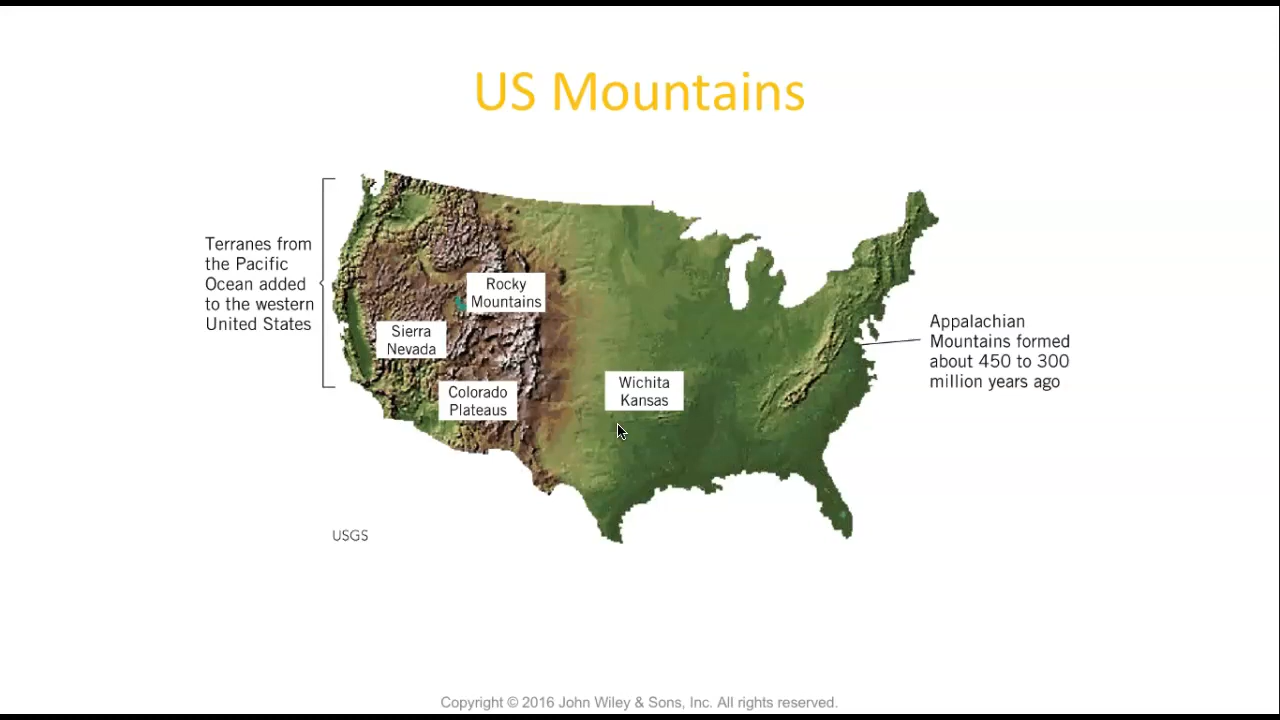 US Mountains
Terranes from
the Pacific
Ocean added
to the western
United States
Rocky
Mountains
Sierra
Nevada
Colorado
Plateaus
Wichita
Kansas
Appalachian
Mountains formed
about 450 to 300
million years ago
USGS
Copyright © 2016 John Wiley & Sons, Inc. All rights reserved.